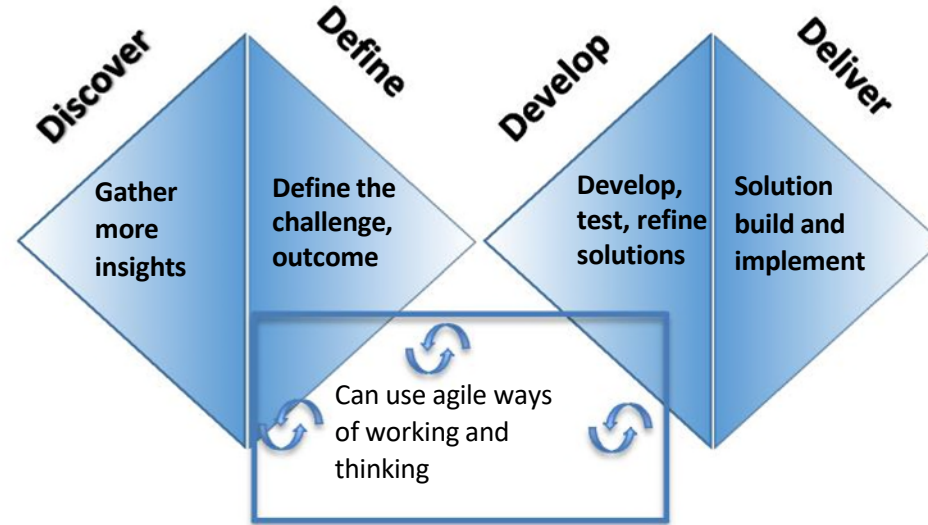 Discover
Define
Develop
Deliver
Gather
more
insights
Define the
challenge,
outcome
Develop,
test, refine
solutions
Solution
build and
implement
Can use agile ways
of working and
thinking